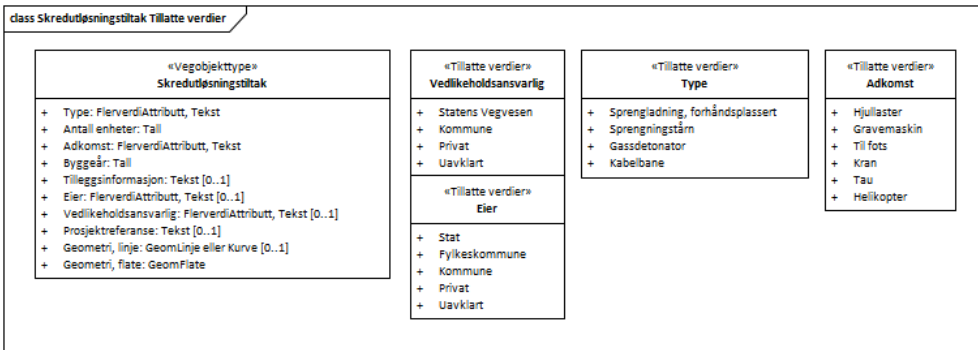 class Skredutløsningstiltak Tillatte verdier
«Vegobjekttype»
Skredutløsningstiltak
+ Type: FlerverdiAttributt, Tekst
+ Antall enheter: Tall
+ Adkomst: FlerverdiAttributt, Tekst
+ Byggeår: Tall
+ Tilleggsinformasjon: Tekst [0..1]
+ Eier: FlerverdiAttributt, Tekst [0..1]
+ Vedlikeholdsansvarlig: FlerverdiAttributt, Tekst [0..1]
+ Prosjektreferanse: Tekst [0..1]
+ Geometri, linje: GeomLinje eller Kurve [0..1]
+ Geometri, flate: GeomFlate
«Tillatte verdier»
Vedlikeholdsansvarlig
+ Statens Vegvesen
+ Kommune
+ Privat
+ Uavklart
«Tillatte verdier»
Eier
+ Stat
+ Fylkeskommune
+ Kommune
+ Privat
+ Uavklart
«Tillatte verdier»
Type
+ Sprengladning, forhåndsplassert
+ Sprengningstårn
+ Gassdetonator
+ Kabelbane
«Tillatte verdier»
Adkomst
+ Hjullaster
+ Gravemaskin
+ Til fots
+ Kran
+ Tau
+ Helikopter